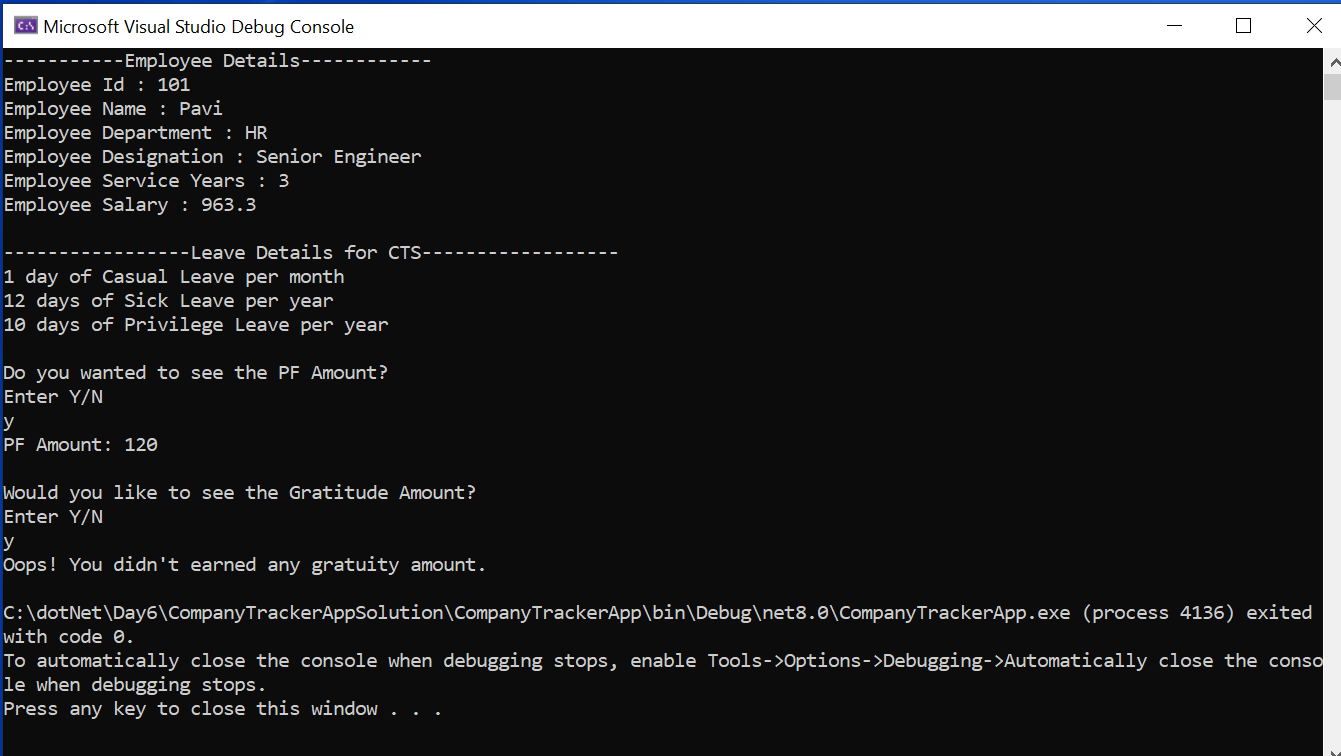 Microsoft Visual Studio Debug Console
-----------Employee Details------------
Employee Id : 101
Employee Name : Pavi
Employee Department : HR
Employee Designation : Senior Engineer
Employee Service Years : 3
Employee Salary : 963.3
-----------------Leave Details for CTS------------------
1 day of Casual Leave per month
12 days of Sick Leave per year
10 days of Privilege Leave per year
Do you wanted to see the PF Amount?
Enter Y/N
y
PF Amount: 120
Would you like to see the Gratitude Amount?
Enter Y/N
y
Oops! You didn't earned any gratuity amount.
C:\dotNet\Day6\CompanyTrackerAppSolution\CompanyTrackerApp\bin\Debug\net8.0\CompanyTrackerApp.exe (process 4136) exited
with code 0.
To automatically close the console when debugging stops, enable Tools->Options->Debugging->Automatically close the conso
le when debugging stops.
Press any key to close this window . . .